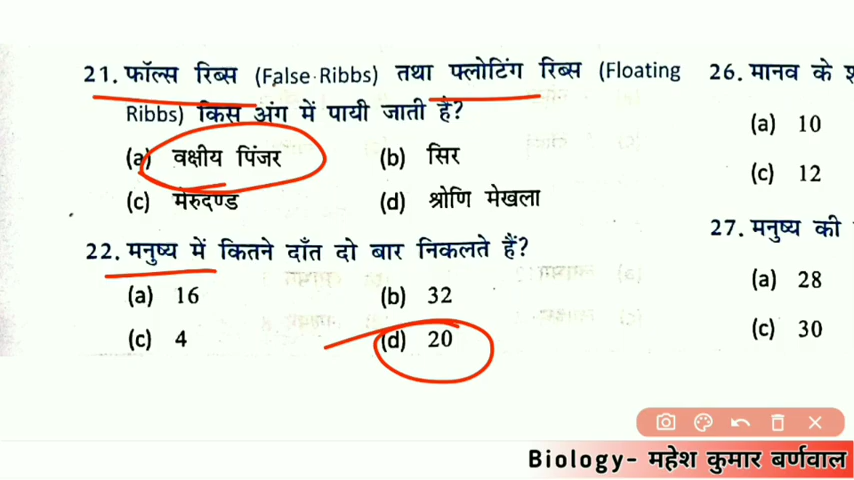 21. फॉल्स रिब्स (False Ribbs) तथा फ्लोटिंग रिब्स (Floating
Ribbs) किस अंग में पायी जाती है?
(a) वक्षीय पिंजर (b) सिर
(c) मेरुदण्ड (d) श्रोणि मेखला
22. मनुष्य में कितने दाँत दो बार निकलते हैं?
(a) 16 (b) 32
(c) 4 (d) 20
26. मानव के
(a) 10
(c) 12
27. मनुष्य की
(a) 28
(c) 30
Biology- महेश कुमार बर्णवाल